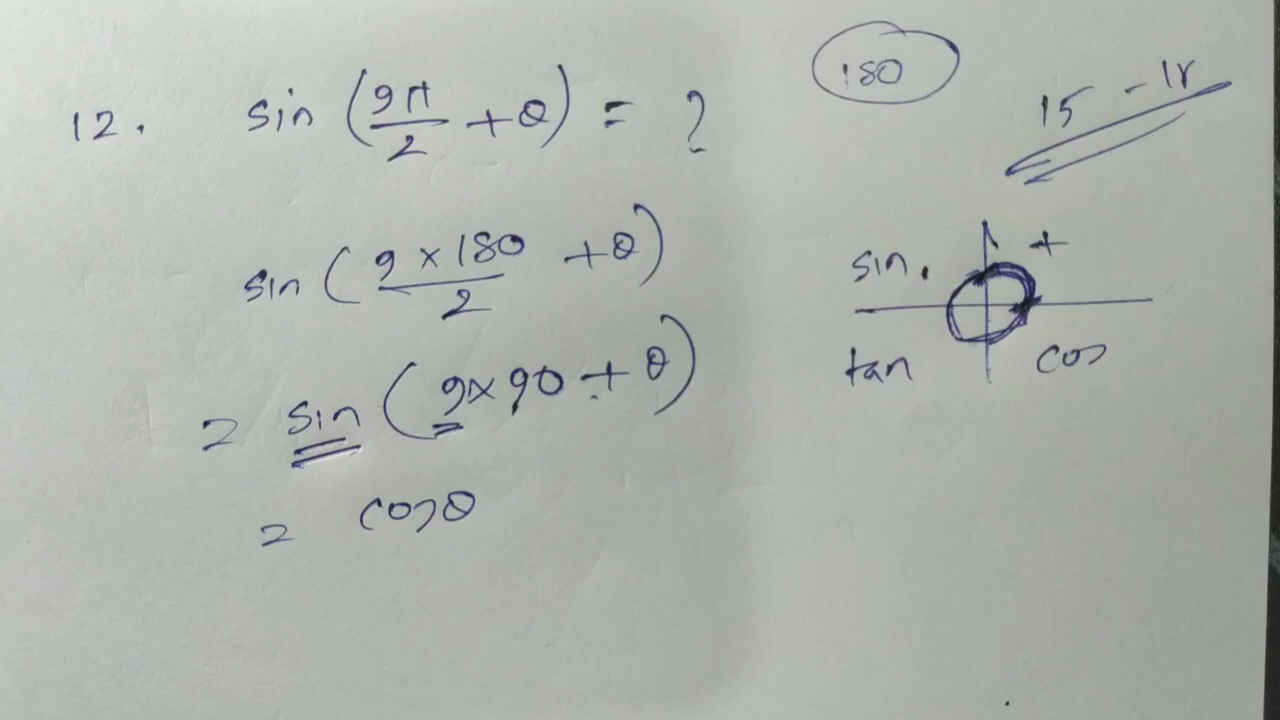 12. sin (9π/2 + θ) = ?
180
15 - 18
sin (9 × 180/2 + θ)
= sin (9×90 + θ)
= cosθ
sin. +
tan cos